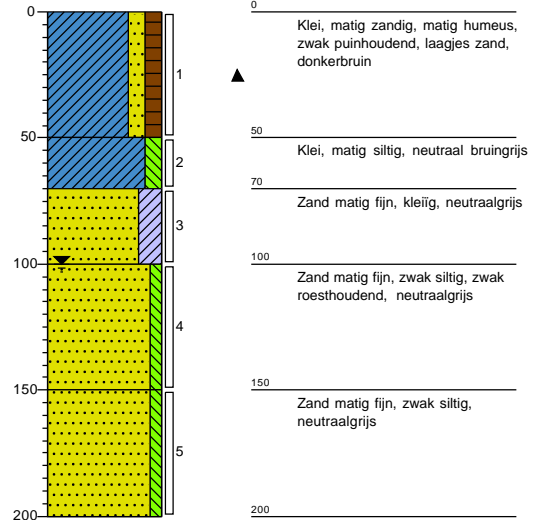 0
50
100
150
200
1
2
3
4
5
0
Klei, matig zandig, matig humeus,
zwak puinhoudend, laagjes zand,
donkerbruin
50
Klei, matig siltig, neutraal bruingrijs
70
Zand matig fijn, kleiïg, neutraalgrijs
100
Zand matig fijn, zwak siltig, zwak
roesthoudend, neutraalgrijs
150
Zand matig fijn, zwak siltig,
neutraalgrijs
200